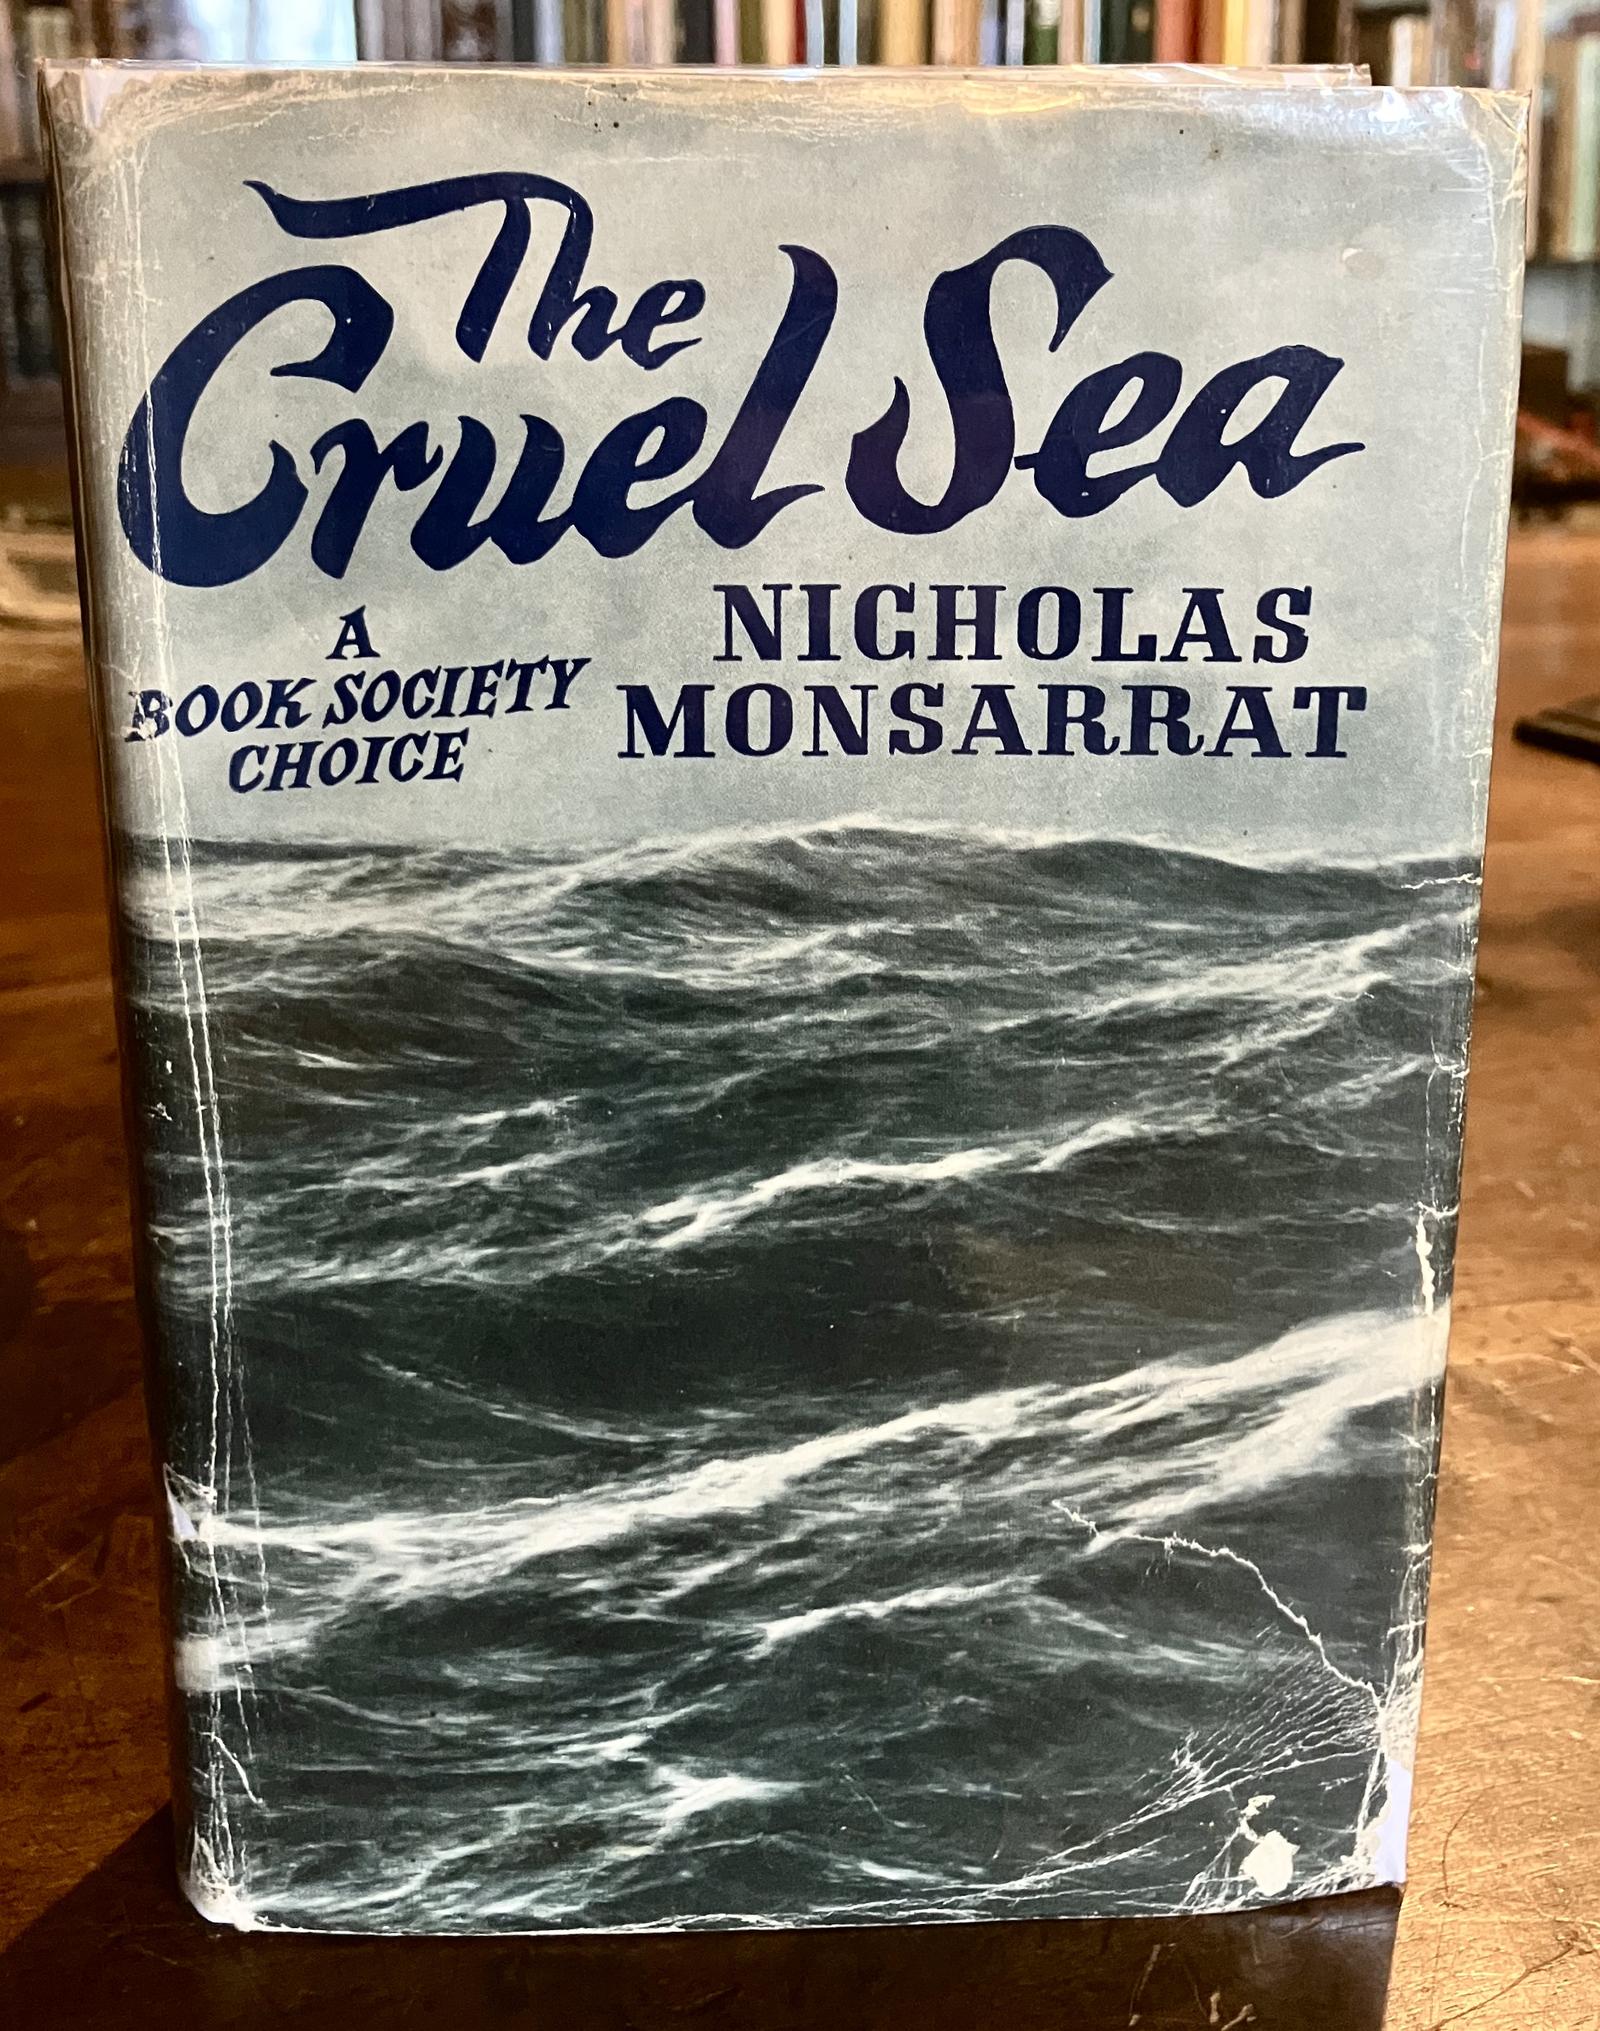 The
Cruel Sea
A
BOOK SOCIETY
CHOICE
NICHOLAS
MONSARRAT